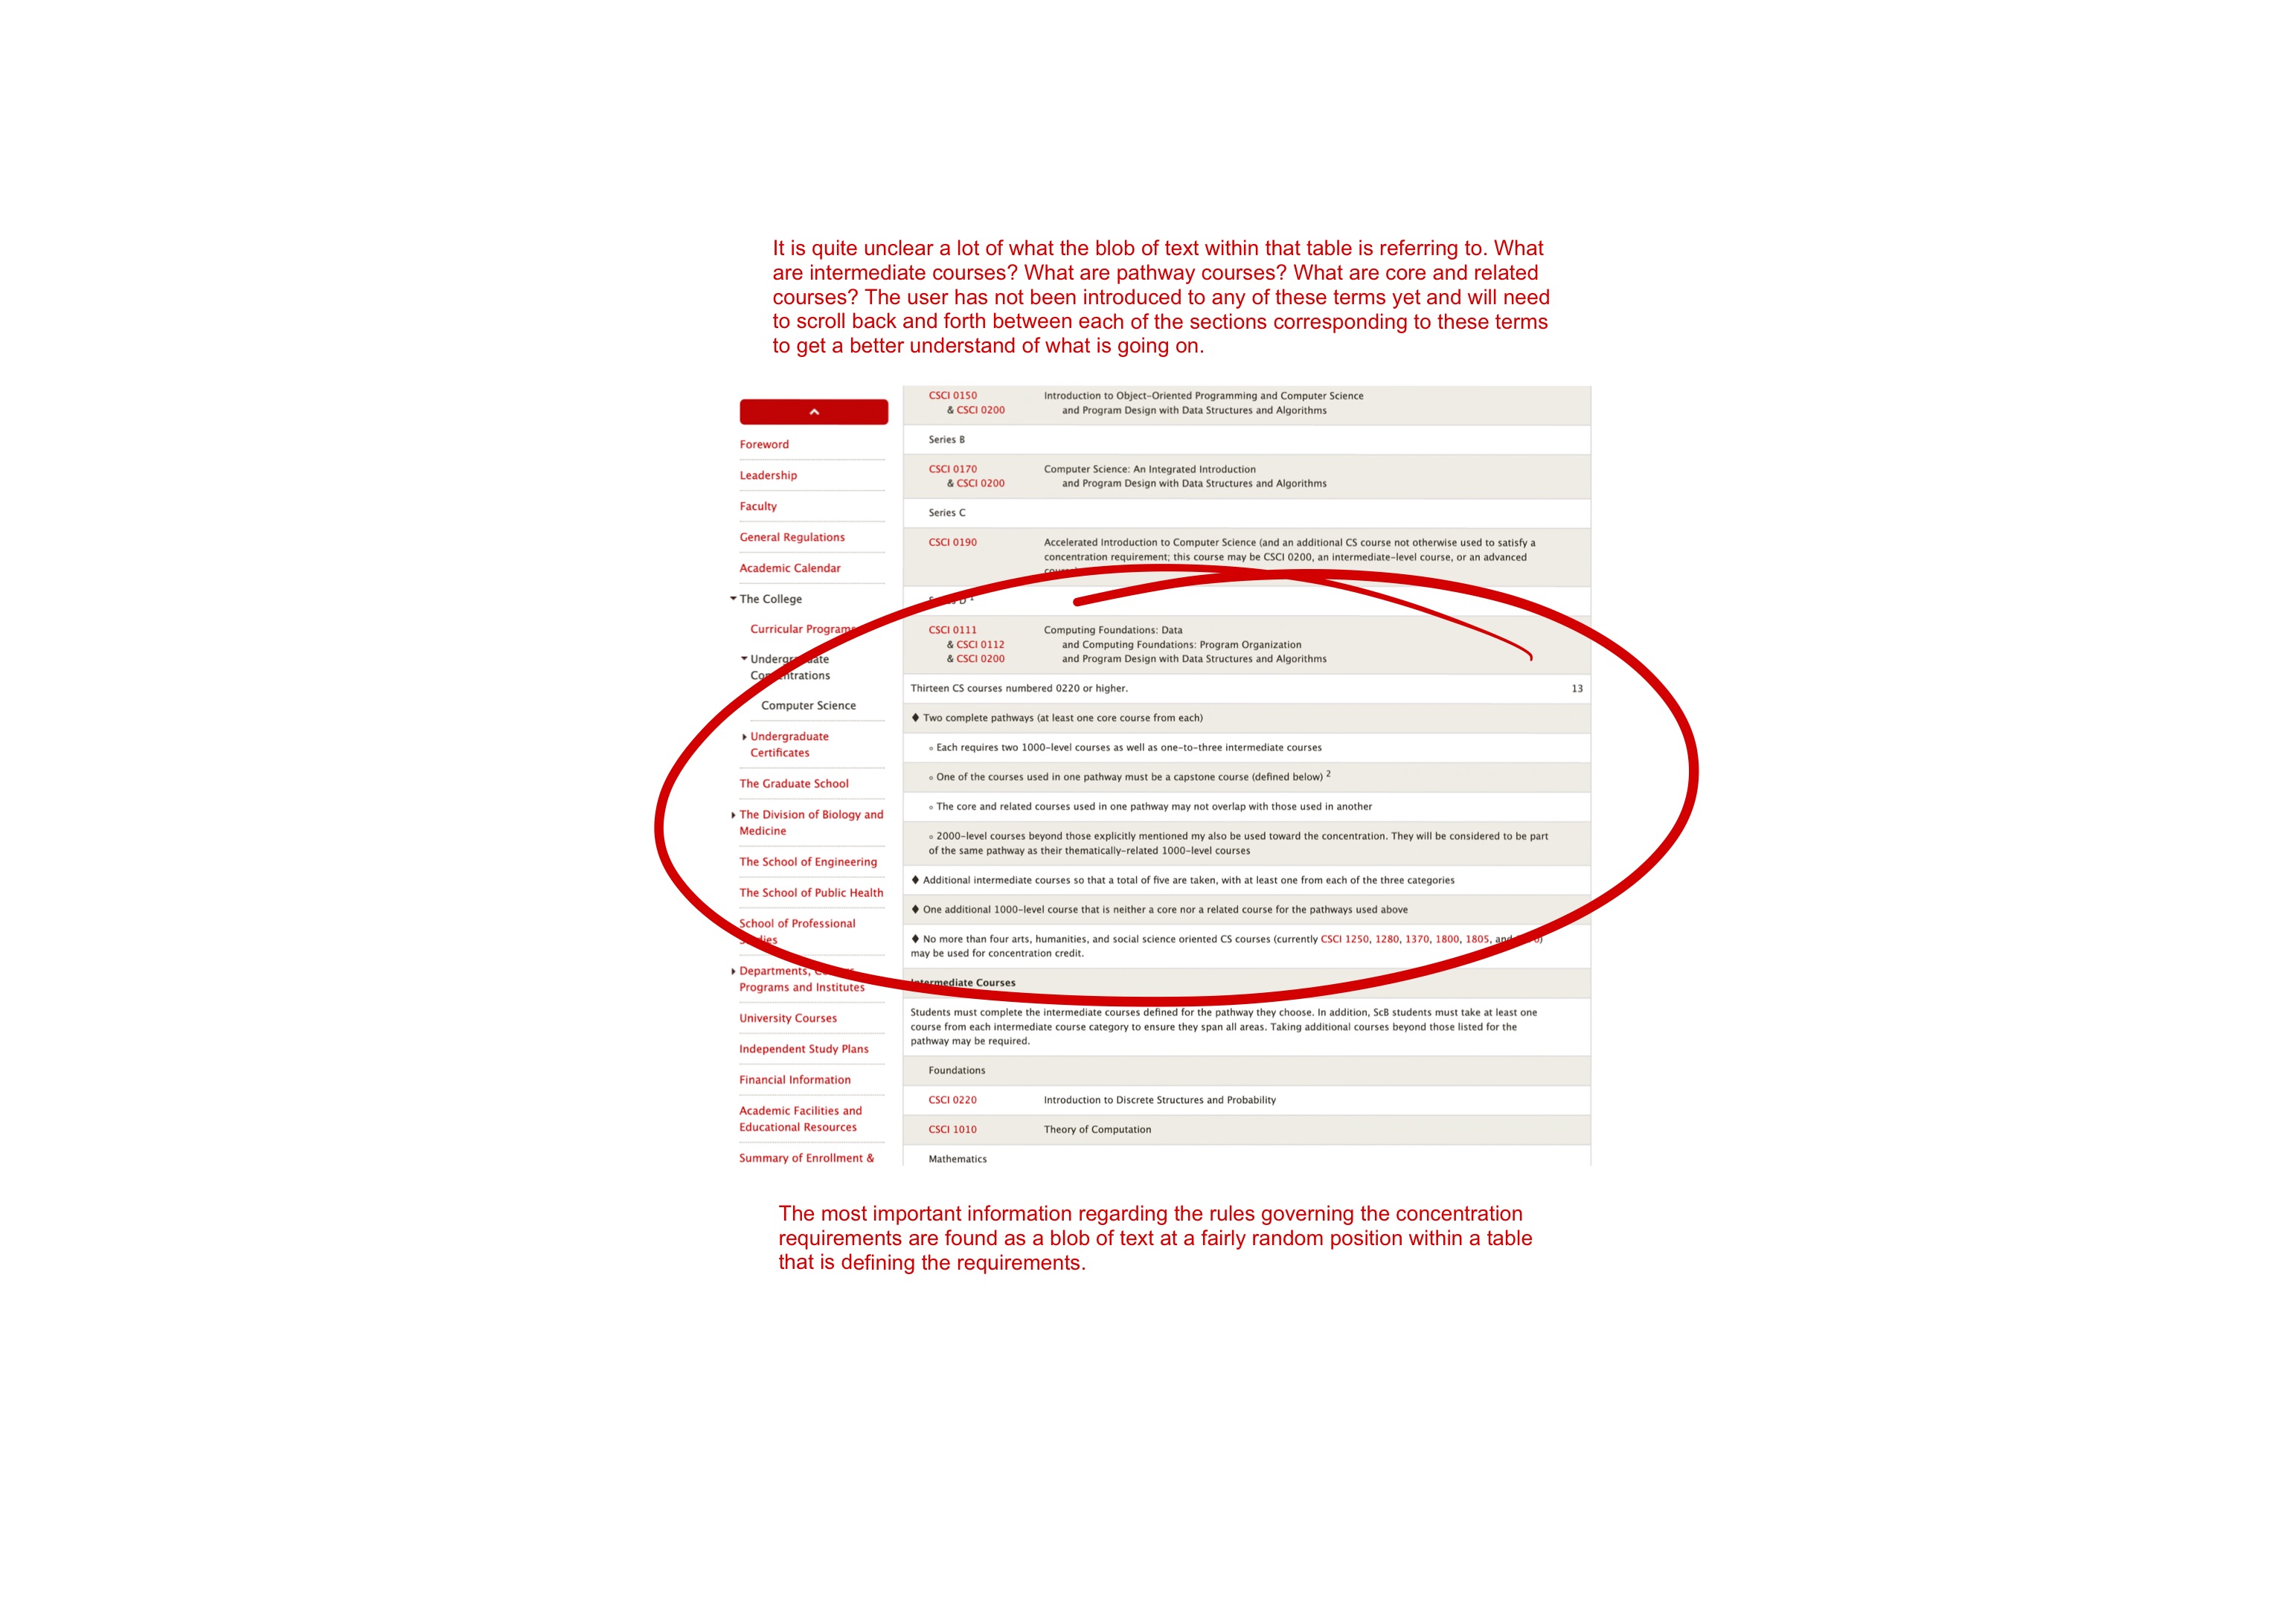 It is quite unclear a lot of what the blob of text within that table is referring to. What
are intermediate courses? What are pathway courses? What are core and related
courses? The user has not been introduced to any of these terms yet and will need
to scroll back and forth between each of the sections corresponding to these terms
to get a better understand of what is going on.
Foreword
Leadership
Faculty
General Regulations
Academic Calendar
The College
Curricular Programs
Undergraduate
Concentrations
Computer Science
Undergraduate
Certificates
The Graduate School
The Division of Biology and
Medicine
The School of Engineering
The School of Public Health
School of Professional
Studies
Departments, Centers,
Programs and Institutes
University Courses
Independent Study Plans
Financial Information
Academic Facilities and
Educational Resources
Summary of Enrollment &
CSCI 0150 Introduction to Object-Oriented Programming and Computer Science
& CSCI 0200 and Program Design with Data Structures and Algorithms
Series B
CSCI 0170 Computer Science: An Integrated Introduction
& CSCI 0200 and Program Design with Data Structures and Algorithms
Series C
CSCI 0190 Accelerated Introduction to Computer Science (and an additional CS course not otherwise used to satisfy a
concentration requirement; this course may be CSCI 0200, an intermediate-level course, or an advanced
Series D 1
CSCI 0111 Computing Foundations: Data
& CSCI 0112 and Computing Foundations: Program Organization
& CSCI 0200 and Program Design with Data Structures and Algorithms
Thirteen CS courses numbered 0220 or higher. 13
♦ Two complete pathways (at least one core course from each)
◦ Each requires two 1000-level courses as well as one-to-three intermediate courses
◦ One of the courses used in one pathway must be a capstone course (defined below) 2
◦ The core and related courses used in one pathway may not overlap with those used in another
◦ 2000-level courses beyond those explicitly mentioned my also be used toward the concentration. They will be considered to be part
of the same pathway as their thematically-related 1000-level courses
♦ Additional intermediate courses so that a total of five are taken, with at least one from each of the three categories
♦ One additional 1000-level course that is neither a core nor a related course for the pathways used above
♦ No more than four arts, humanities, and social science oriented CS courses (currently CSCI 1250, 1280, 1370, 1800, 1805, and
may be used for concentration credit.
Intermediate Courses
Students must complete the intermediate courses defined for the pathway they choose. In addition, ScB students must take at least one
course from each intermediate course category to ensure they span all areas. Taking additional courses beyond those listed for the
pathway may be required.
Foundations
CSCI 0220 Introduction to Discrete Structures and Probability
CSCI 1010 Theory of Computation
Mathematics
The most important information regarding the rules governing the concentration
requirements are found as a blob of text at a fairly random position within a table
that is defining the requirements.